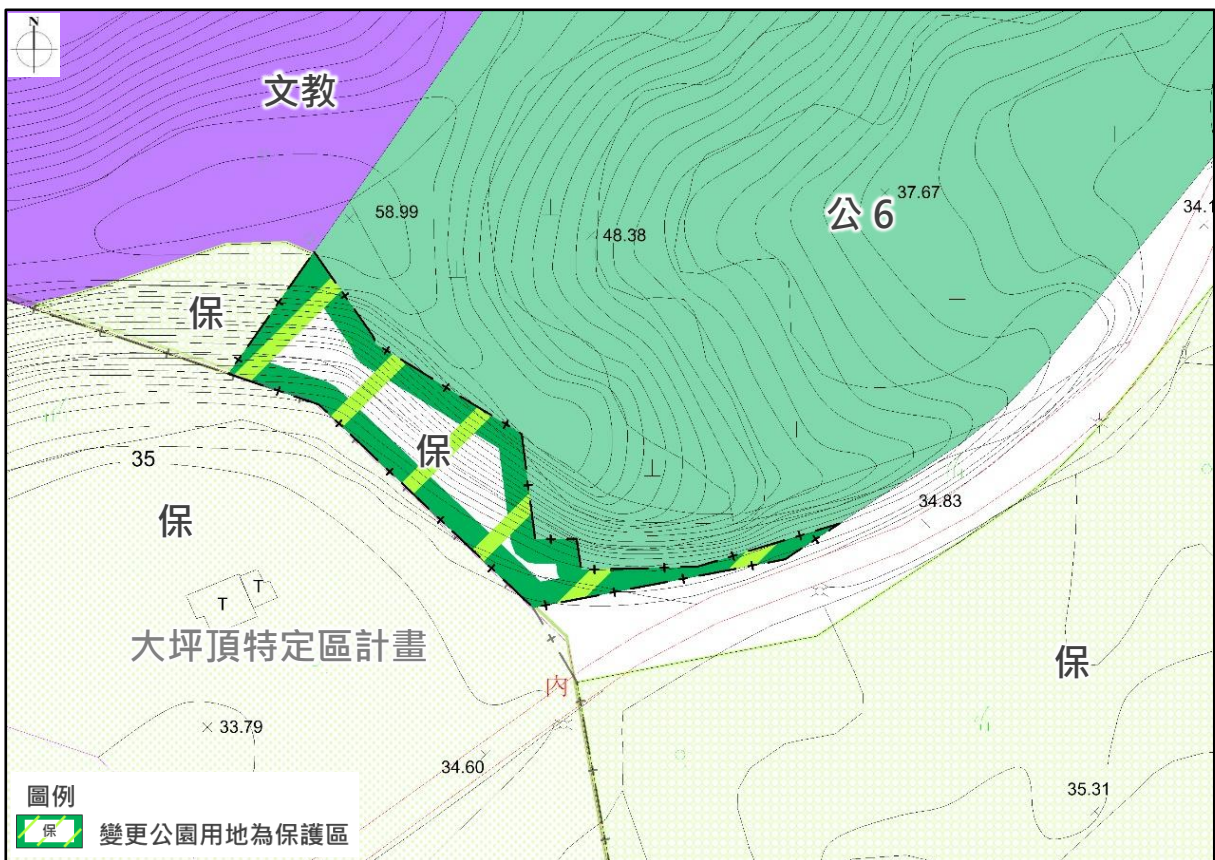 N
文教
58.99
48.38
37.67
公 6
34.1
保
35
保
保
34.83
T
T
大坪頂特定區計畫
內
保
33.79
34.60
35.31
圖例
保 變更公園用地為保護區